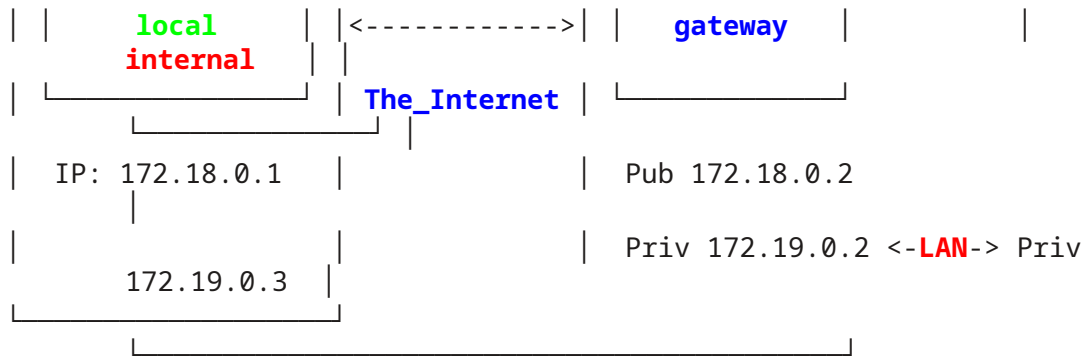 │ │ local │ │<------------>│ │ gateway │ │
internal │ │
│ └────────────────┘ │ The_Internet │ └──────────────┘
└───────────────┘ │
│ IP: 172.18.0.1 │ │ Pub 172.18.0.2
│
│ │ │ Priv 172.19.0.2 <-LAN-> Priv
172.19.0.3 │
└────────────────────┘
└─────────────────────────────────────────────┘